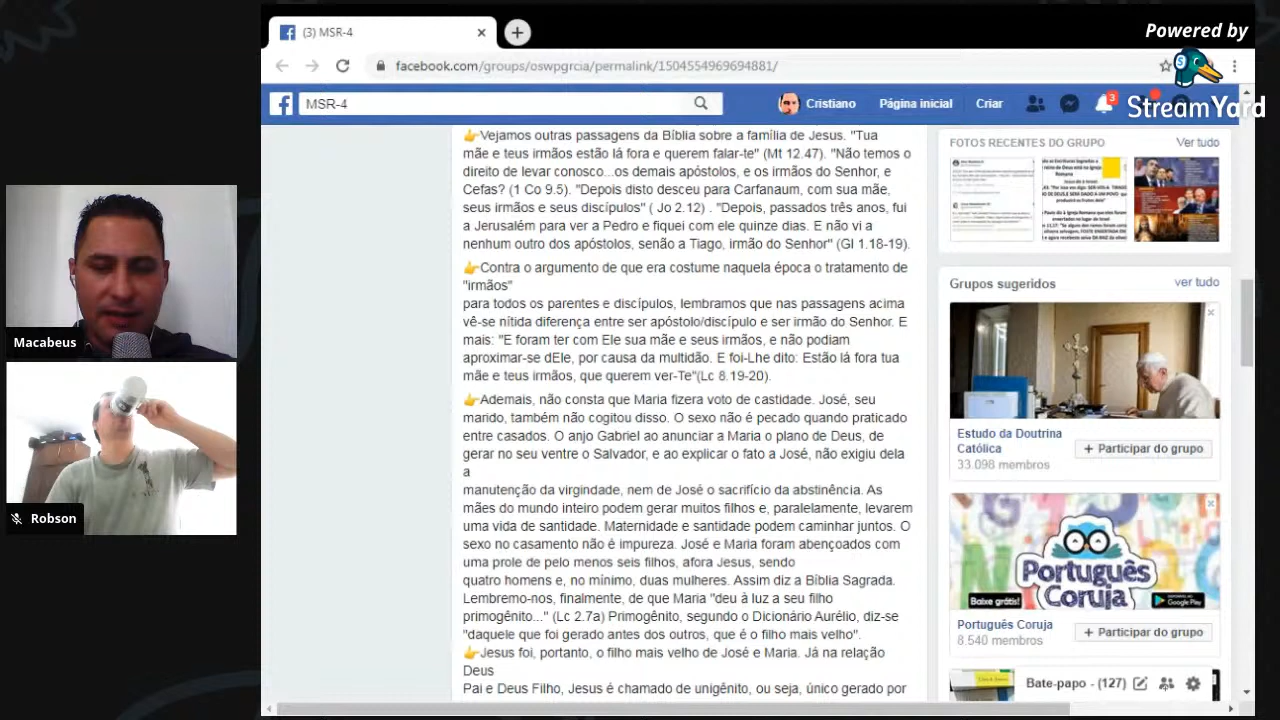 Powered by
StreamYard
(3) MSR-4
facebook.com/groups/oswpgrcia/permalink/1504554969694881/
MSR-4
Cristiano
Página inicial
Criar
3
Macabeus
Robson
👉Vejamos outras passagens da Bíblia sobre a família de Jesus. "Tua
mãe e teus irmãos estão lá fora e querem falar-te" (Mt 12.47). "Não temos o
direito de levar conosco...os demais apóstolos, e os irmãos do Senhor, e
Cefas? (1 Co 9.5). "Depois disto desceu para Carfanaum, com sua mãe,
seus irmãos e seus discípulos" ( Jo 2.12) . "Depois, passados três anos, fui
a Jerusalém para ver a Pedro e fiquei com ele quinze dias. E não vi a
nenhum outro dos apóstolos, senão a Tiago, irmão do Senhor" (Gl 1.18-19).
👉Contra o argumento de que era costume naquela época o tratamento de
"irmãos"
para todos os parentes e discípulos, lembramos que nas passagens acima
vê-se nítida diferença entre ser apóstolo/discípulo e ser irmão do Senhor. E
mais: "E foram ter com Ele sua mãe e seus irmãos, e não podiam
aproximar-se dEle, por causa da multidão. E foi-Lhe dito: Estão lá fora tua
mãe e teus irmãos, que querem ver-Te"(Lc 8.19-20).
👉Ademais, não consta que Maria fizera voto de castidade. José, seu
marido, também não cogitou disso. O sexo não é pecado quando praticado
entre casados. O anjo Gabriel ao anunciar a Maria o plano de Deus, de
gerar no seu ventre o Salvador, e ao explicar o fato a José, não exigiu dela
a
manutenção da virgindade, nem de José o sacrifício da abstinência. As
mães do mundo inteiro podem gerar muitos filhos e, paralelamente, levarem
uma vida de santidade. Maternidade e santidade podem caminhar juntos. O
sexo no casamento não é impureza. José e Maria foram abençoados com
uma prole de pelo menos seis filhos, afora Jesus, sendo
quatro homens e, no mínimo, duas mulheres. Assim diz a Bíblia Sagrada.
Lembremo-nos, finalmente, de que Maria "deu à luz a seu filho
primogênito..." (Lc 2.7a) Primogênito, segundo o Dicionário Aurélio, diz-se
"daquele que foi gerado antes dos outros, que é o filho mais velho".
👉Jesus foi, portanto, o filho mais velho de José e Maria. Já na relação
Deus
Pai e Deus Filho, Jesus é chamado de unigênito, ou seja, único gerado por
FOTOS RECENTES DO GRUPO
Ver tudo
Grupos sugeridos
ver tudo
Estudo da Doutrina
Católica
33.098 membros
+ Participar do grupo
Português
Coruja
Baixe grátis!
Google Play
Português Coruja
8.540 membros
+ Participar do grupo
Bate-papo - (127)